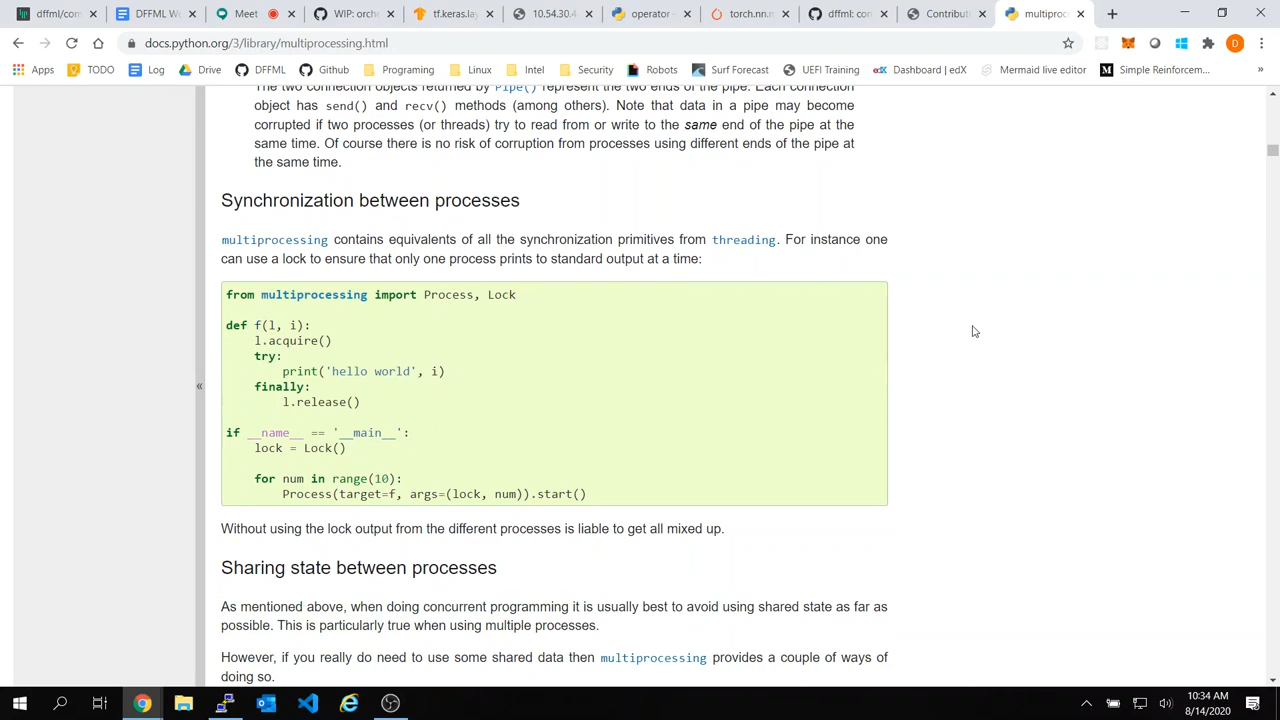 dffml/com
DFFML W
Meet
WIP: orche
tf.keras.lay
10.54.30.4
operator –
torch.nn.m
dffml: con
Contribut
multiproc
docs.python.org/3/library/multiprocessing.html
D
Apps
TODO
Log
Drive
DFFML
Github
Programing
Linux
Intel
Security
Robots
Surf Forecast
UEFI Training
edX
Dashboard | edX
Mermaid live editor
M
Simple Reinforcem...
»
The two connection objects returned by Pipe() represent the two ends of the pipe. Each connection
object has send() and recv() methods (among others). Note that data in a pipe may become
corrupted if two processes (or threads) try to read from or write to the same end of the pipe at the
same time. Of course there is no risk of corruption from processes using different ends of the pipe at
the same time.
Synchronization between processes
multiprocessing contains equivalents of all the synchronization primitives from threading. For instance one
can use a lock to ensure that only one process prints to standard output at a time:
from multiprocessing import Process, Lock
def f(l, i):
l.acquire()
try:
print('hello world', i)
finally:
l.release()
if __name__ == '__main__':
lock = Lock()
for num in range(10):
Process(target=f, args=(lock, num)).start()
«
Without using the lock output from the different processes is liable to get all mixed up.
Sharing state between processes
As mentioned above, when doing concurrent programming it is usually best to avoid using shared state as far as
possible. This is particularly true when using multiple processes.
However, if you really do need to use some shared data then multiprocessing provides a couple of ways of
doing so.
10:34 AM
8/14/2020